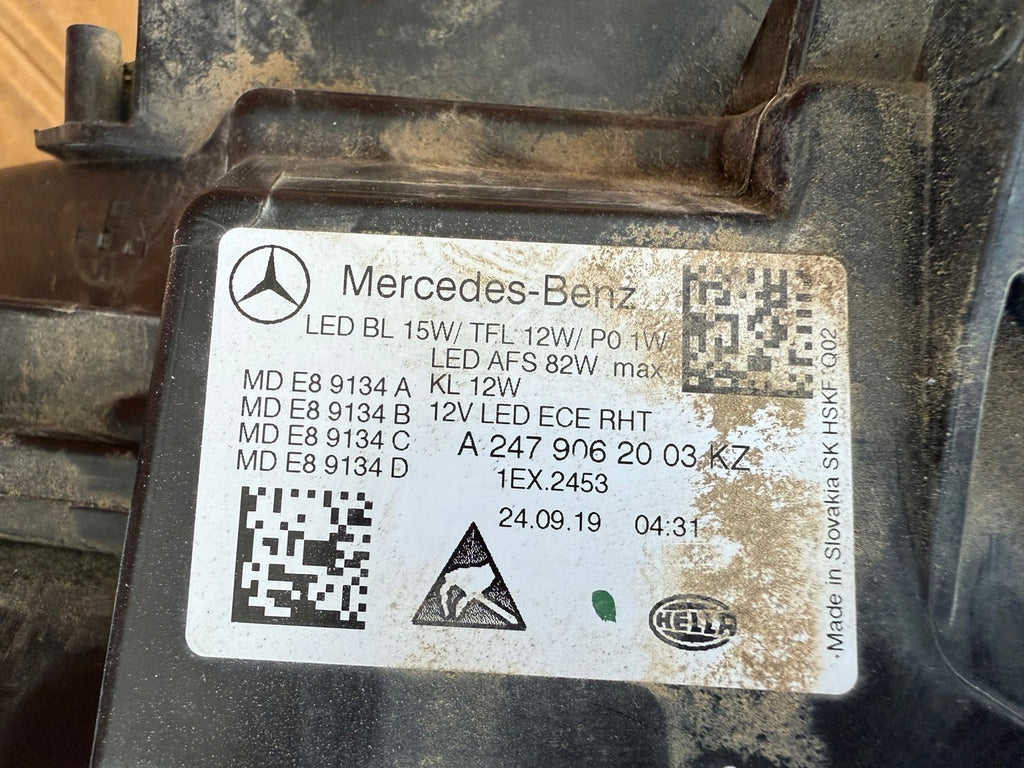 Mercedes-Benz
LED BL 15W/ TFL 12W/ P0 1W
LED AFS 82W max
KL 12W
12V LED ECE RHT
MD E8 9134 A
MD E8 9134 B
MD E8 9134 C
MD E8 9134 D
A 247 906 20 03 KZ
1EX.2453
24.09.19 04:31
HELLA
Made in Slovakia SK HSKF Q02